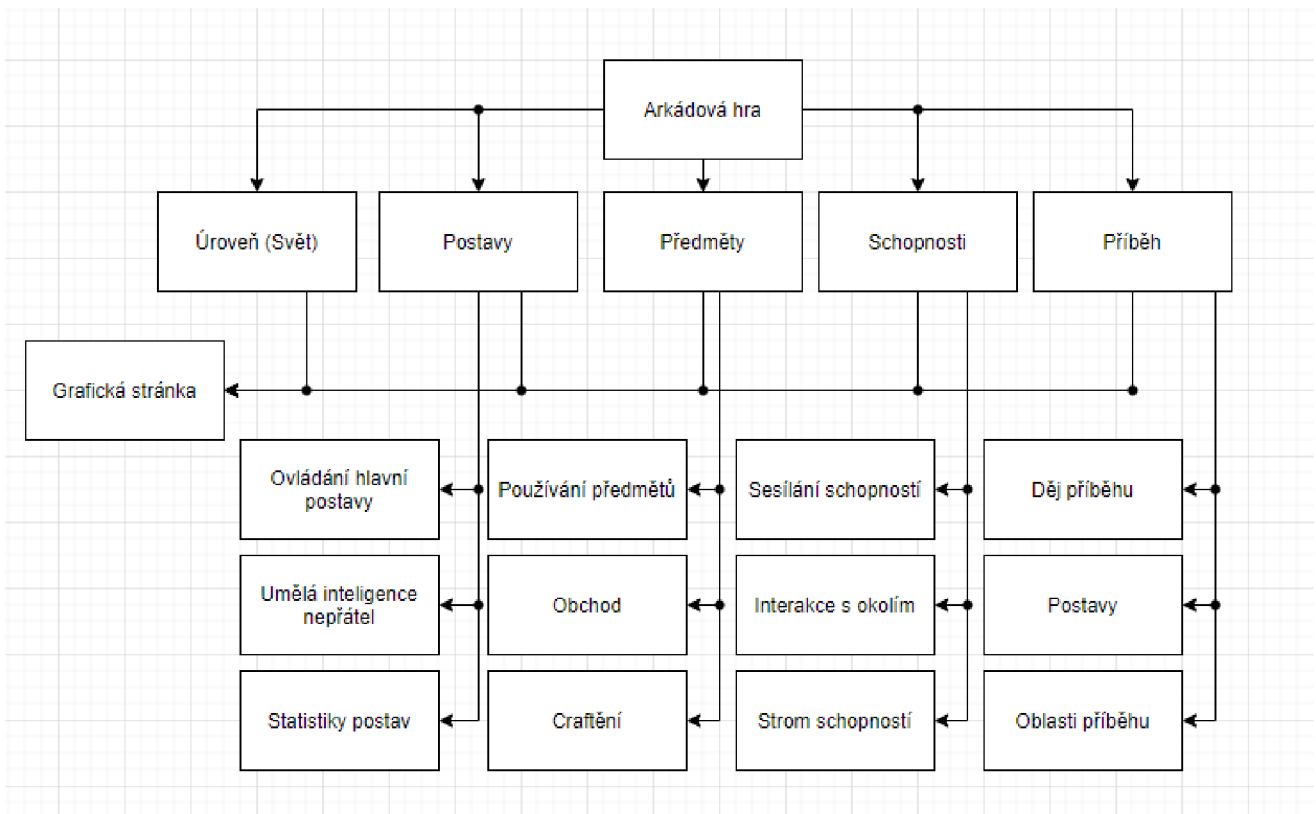 Arkádová hra
Úroveň (Svět)
Postavy
Předměty
Schopnosti
Příběh
Grafická stránka
Ovládání hlavní
postavy
Používání předmětů
Sesílání schopností
Děj příběhu
Umělá inteligence
nepřátel
Obchod
Interakce s okolím
Postavy
Statistiky postav
Craftění
Strom schopností
Oblasti příběhu